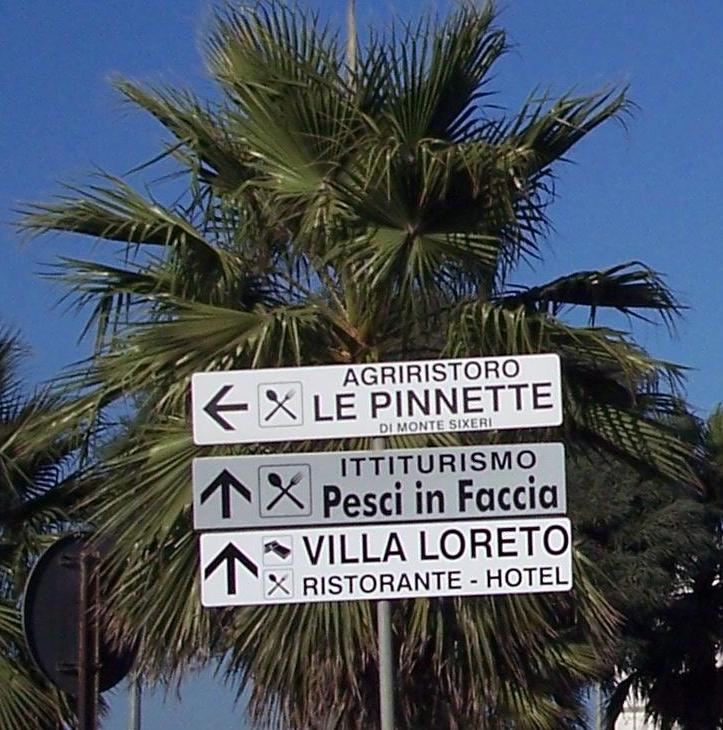 AGRIRISTORO
LE PINNETTE
DI MONTE SIXERI
ITTITURISMO
Pesci in Faccia
VILLA LORETO
RISTORANTE - HOTEL